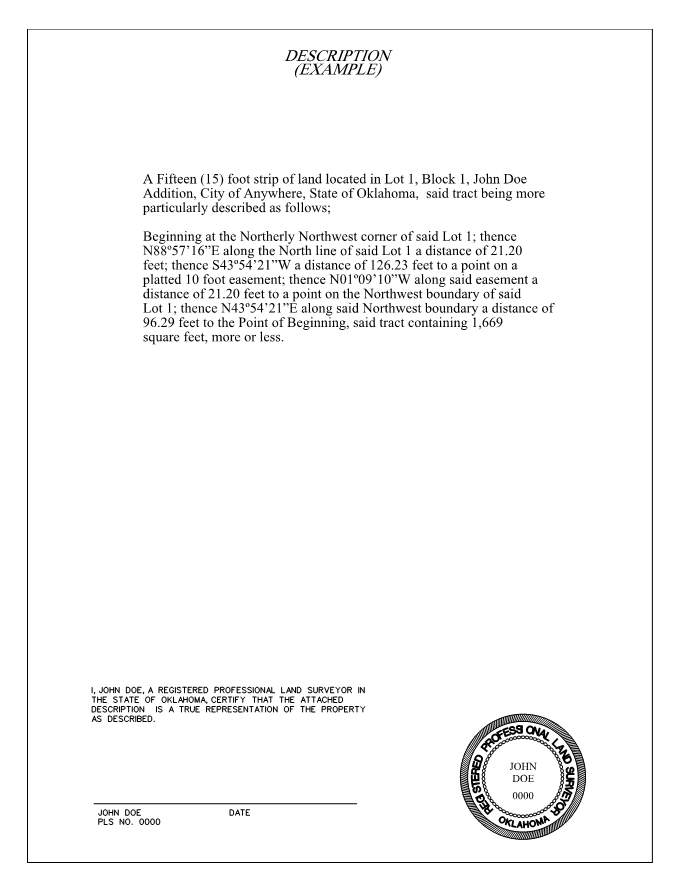 DESCRIPTION
(EXAMPLE)
A Fifteen (15) foot strip of land located in Lot 1, Block 1, John Doe
Addition, City of Anywhere, State of Oklahoma,  said tract being more
particularly described as follows;
Beginning at the Northerly Northwest corner of said Lot 1; thence
N88º57’16”E along the North line of said Lot 1 a distance of 21.20
feet; thence S43º54’21”W a distance of 126.23 feet to a point on a
platted 10 foot easement; thence N01º09’10”W along said easement a
distance of 21.20 feet to a point on the Northwest boundary of said
Lot 1; thence N43º54’21”E along said Northwest boundary a distance of
96.29 feet to the Point of Beginning, said tract containing 1,669
square feet, more or less.
I, JOHN DOE, A REGISTERED PROFESSIONAL LAND SURVEYOR IN
THE STATE OF OKLAHOMA, CERTIFY THAT THE ATTACHED
DESCRIPTION  IS A TRUE REPRESENTATION OF THE PROPERTY
AS DESCRIBED.
JOHN DOE DATE
PLS NO. 0000
REGISTERED PROFESSIONAL LAND SURVEYOR
JOHN
DOE
0000
OKLAHOMA